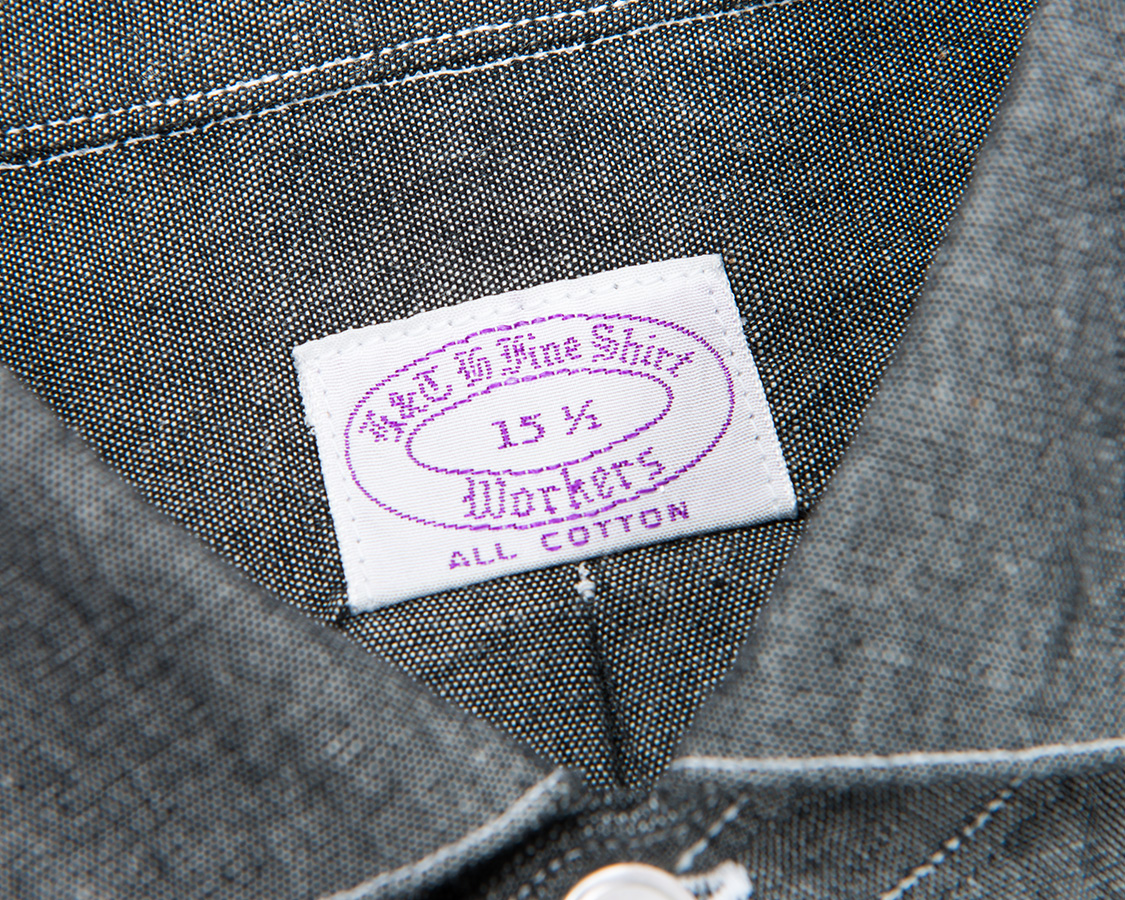 K&T H Fine Shirt
15 ½
Workers
ALL COTTON